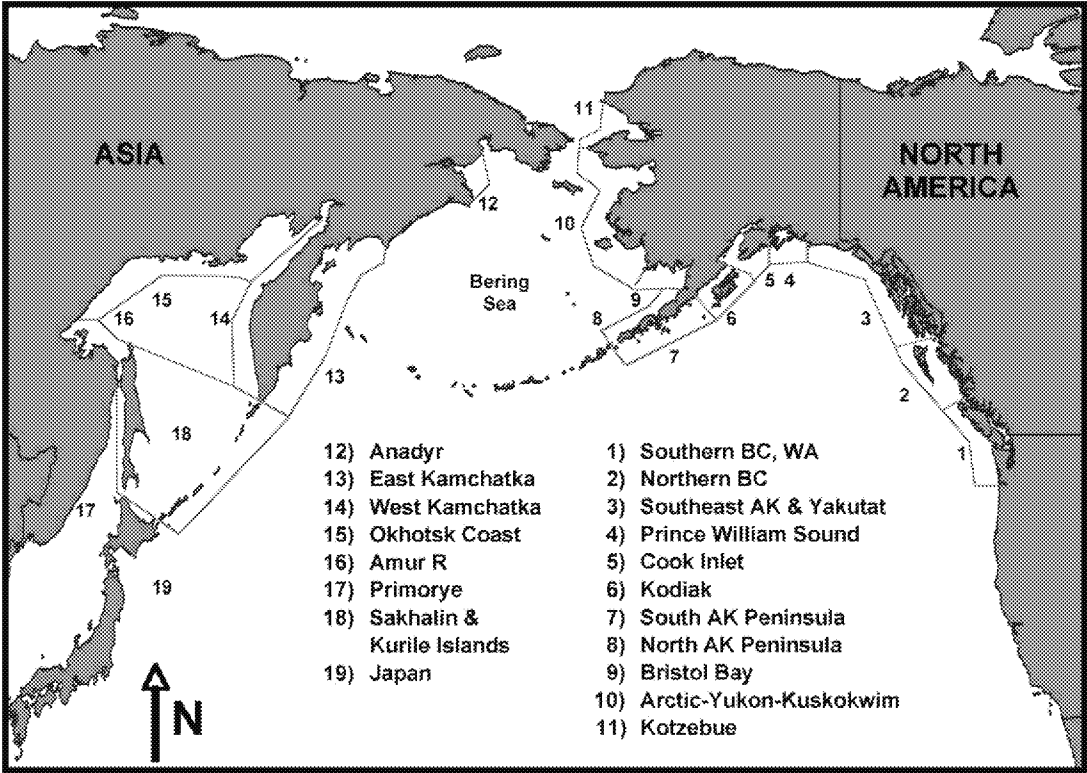 11
ASIA
NORTH
AMERICA
12
10
Bering
Sea
15
16
14
9
8
5
4
6
7
3
13
2
18
1
17
19
12) Anadyr
13) East Kamchatka
14) West Kamchatka
15) Okhotsk Coast
16) Amur R
17) Primorye
18) Sakhalin &
Kurile Islands
19) Japan
1) Southern BC, WA
2) Northern BC
3) Southeast AK & Yakutat
4) Prince William Sound
5) Cook Inlet
6) Kodiak
7) South AK Peninsula
8) North AK Peninsula
9) Bristol Bay
10) Arctic-Yukon-Kuskokwim
11) Kotzebue
N